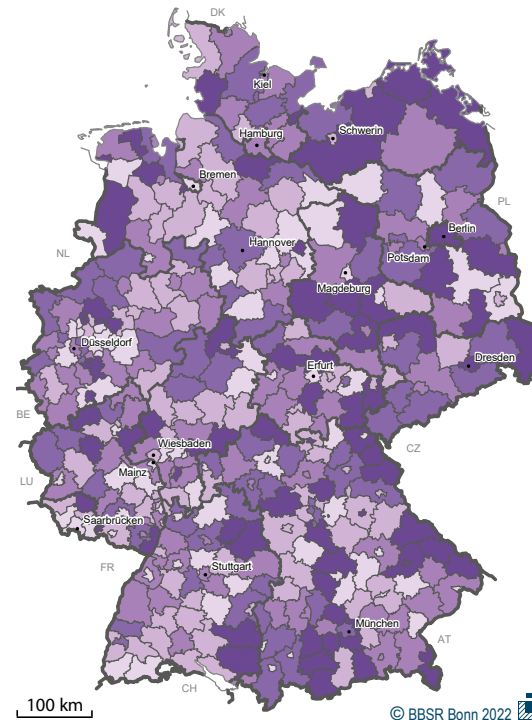 DK
Kiel
Hamburg
Schwerin
Bremen
PL
Berlin
Hannover
NL
Potsdam
Magdeburg
Düsseldorf
Dresden
Erfurt
BE
Wiesbaden
CZ
Mainz
LU
Saarbrücken
FR
Stuttgart
München
AT
CH
100 km
© BBSR Bonn 2022